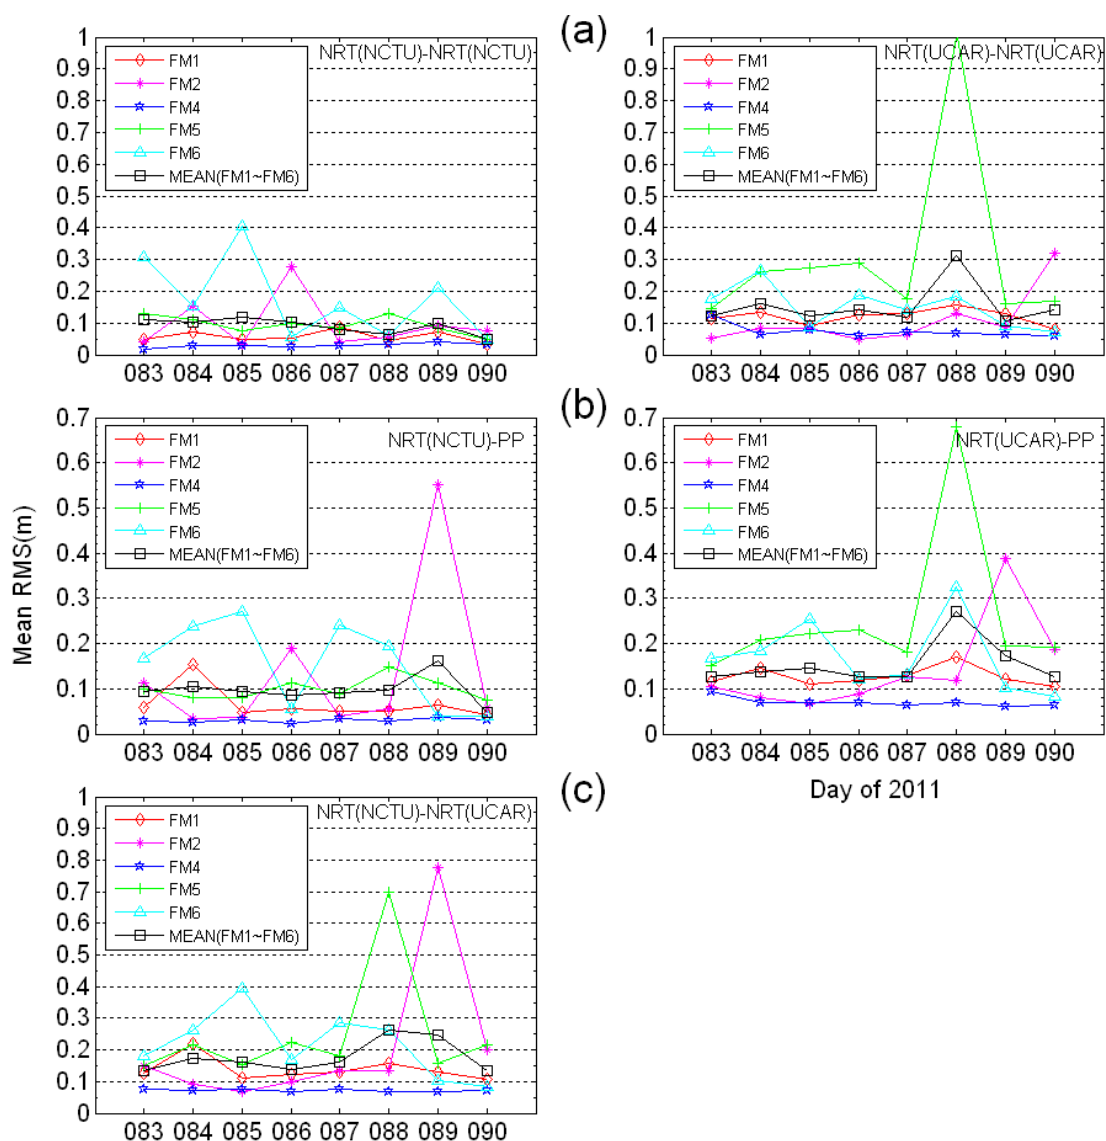 (a)
NRT(NCTU)-NRT(NCTU)
1
0.9
0.8
0.7
0.6
0.5
0.4
0.3
0.2
0.1
0
FM1
FM2
FM4
FM5
FM6
MEAN(FM1~FM6)
083 084 085 086 087 088 089 090
NRT(UCAR)-NRT(UCAR)
1
0.9
0.8
0.7
0.6
0.5
0.4
0.3
0.2
0.1
0
FM1
FM2
FM4
FM5
FM6
MEAN(FM1~FM6)
083 084 085 086 087 088 089 090
(b)
Mean RMS(m)
NRT(NCTU)-PP
0.7
0.6
0.5
0.4
0.3
0.2
0.1
0
FM1
FM2
FM4
FM5
FM6
MEAN(FM1~FM6)
083 084 085 086 087 088 089 090
NRT(UCAR)-PP
0.7
0.6
0.5
0.4
0.3
0.2
0.1
0
FM1
FM2
FM4
FM5
FM6
MEAN(FM1~FM6)
083 084 085 086 087 088 089 090
Day of 2011
(c)
NRT(NCTU)-NRT(UCAR)
1
0.9
0.8
0.7
0.6
0.5
0.4
0.3
0.2
0.1
0
FM1
FM2
FM4
FM5
FM6
MEAN(FM1~FM6)
083 084 085 086 087 088 089 090